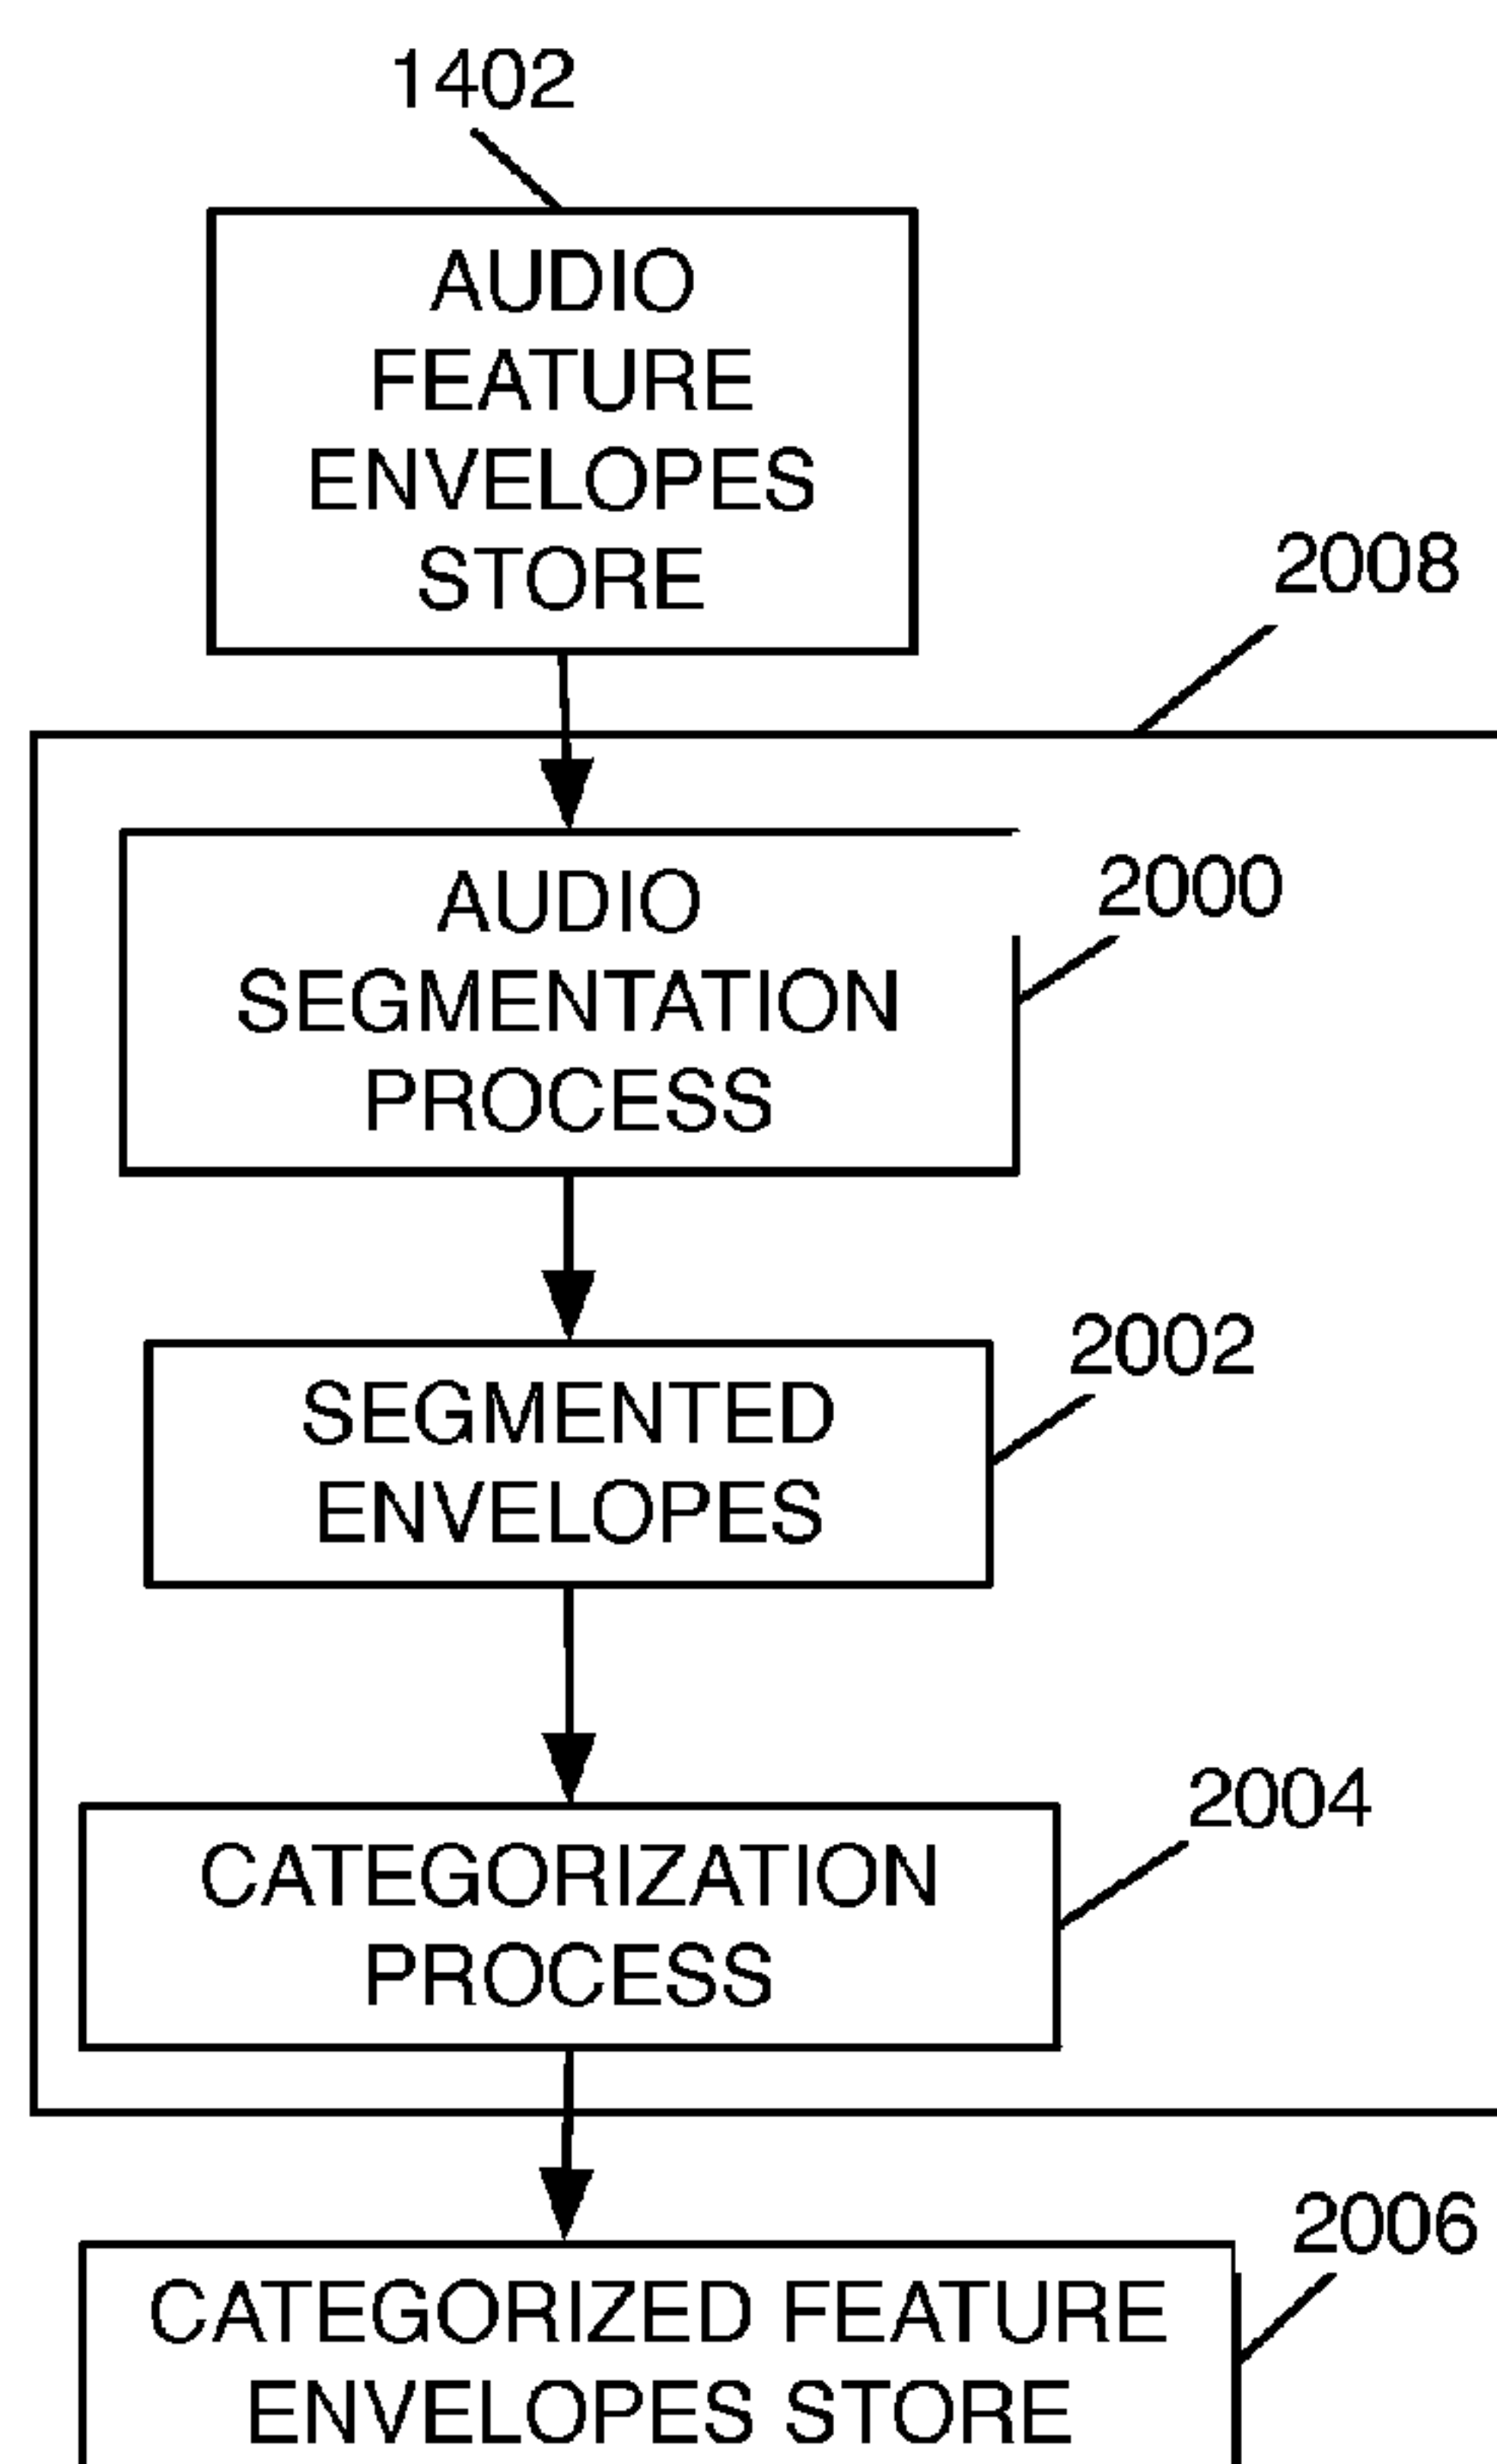 1402
AUDIO
FEATURE
ENVELOPES
STORE
2008
AUDIO
SEGMENTATION
PROCESS
2000
SEGMENTED
ENVELOPES
2002
CATEGORIZATION
PROCESS
2004
CATEGORIZED FEATURE
ENVELOPES STORE
2006